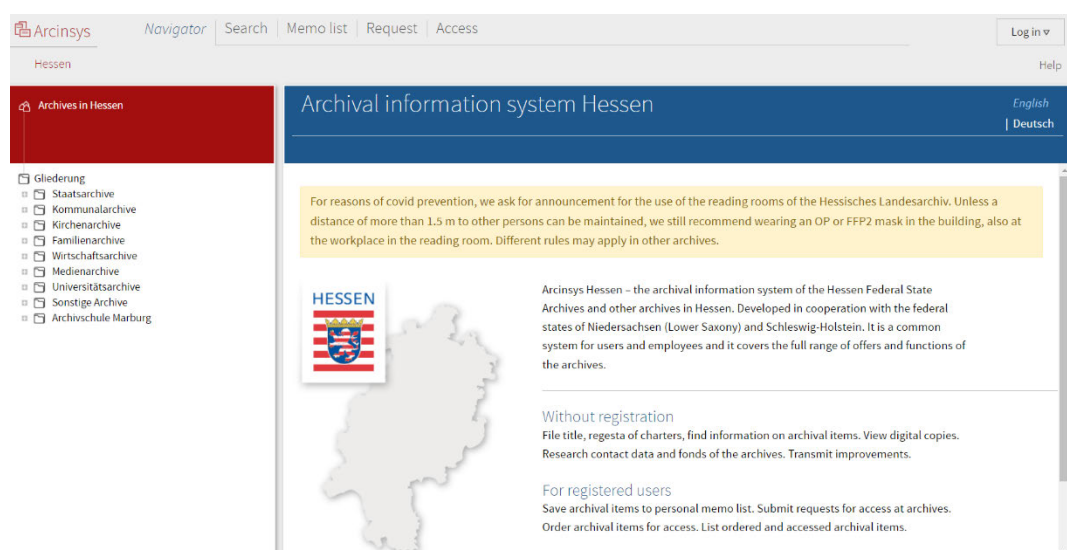 Arcinsys
Navigator | Search | Memo list | Request | Access
Log in ▿
Hessen
Help
Archives in Hessen
Archival information system Hessen
English
| Deutsch
Gliederung
Staatsarchive
Kommunalarchive
Kirchenarchive
Familienarchive
Wirtschaftsarchive
Medienarchive
Universitätsarchive
Sonstige Archive
Archivschule Marburg
For reasons of covid prevention, we ask for announcement for the use of the reading rooms of the Hessisches Landesarchiv. Unless a
distance of more than 1.5 m to other persons can be maintained, we still recommend wearing an OP or FFP2 mask in the building, also at
the workplace in the reading room. Different rules may apply in other archives.
HESSEN
Arcinsys Hessen – the archival information system of the Hessen Federal State
Archives and other archives in Hessen. Developed in cooperation with the federal
states of Niedersachsen (Lower Saxony) and Schleswig-Holstein. It is a common
system for users and employees and it covers the full range of offers and functions of
the archives.
Without registration
File title, regesta of charters, find information on archival items. View digital copies.
Research contact data and fonds of the archives. Transmit improvements.
For registered users
Save archival items to personal memo list. Submit requests for access at archives.
Order archival items for access. List ordered and accessed archival items.